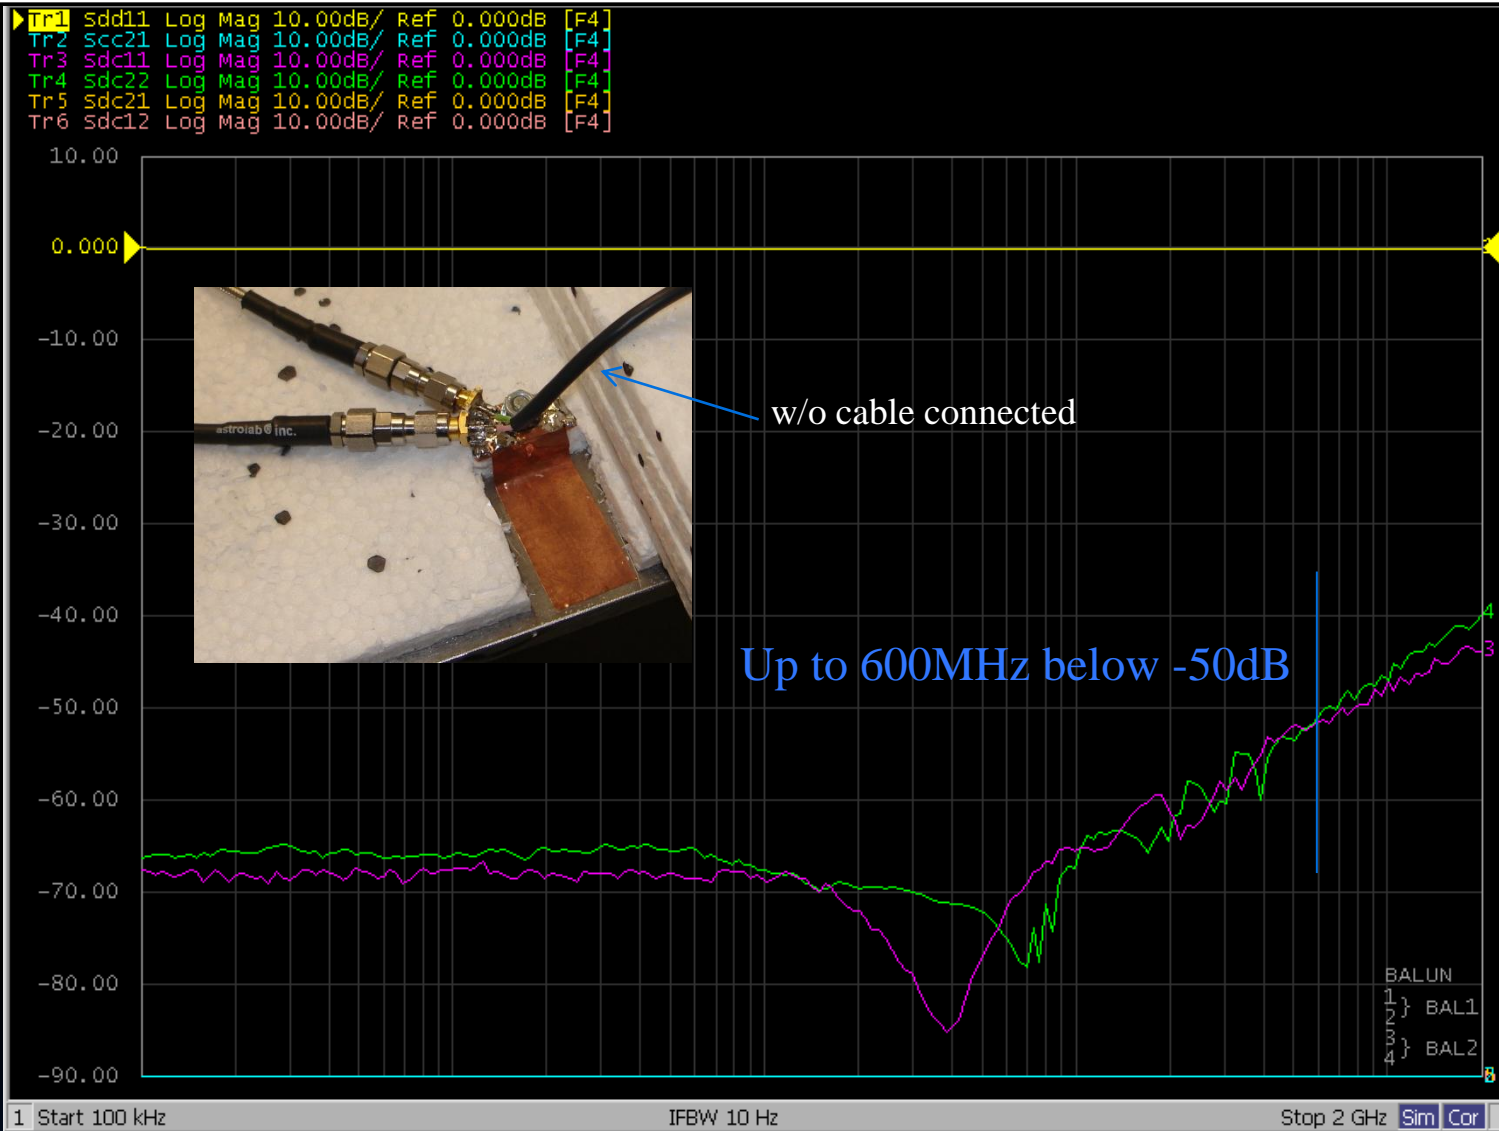 Tr1 Sdd11 Log Mag 10.00dB/ Ref 0.000dB [F4]
Tr2 Scc21 Log Mag 10.00dB/ Ref 0.000dB [F4]
Tr3 Sdc11 Log Mag 10.00dB/ Ref 0.000dB [F4]
Tr4 Sdc22 Log Mag 10.00dB/ Ref 0.000dB [F4]
Tr5 Sdc21 Log Mag 10.00dB/ Ref 0.000dB [F4]
Tr6 Sdc12 Log Mag 10.00dB/ Ref 0.000dB [F4]
10.00
0.000
-10.00
w/o cable connected
-20.00
astrolab® inc.
-30.00
-40.00
4
3
Up to 600MHz below -50dB
-50.00
-60.00
-70.00
-80.00
BALUN
1
2 } BAL1
3
4 } BAL2
-90.00
1 Start 100 kHz IFBW 10 Hz Stop 2 GHz Sim Cor